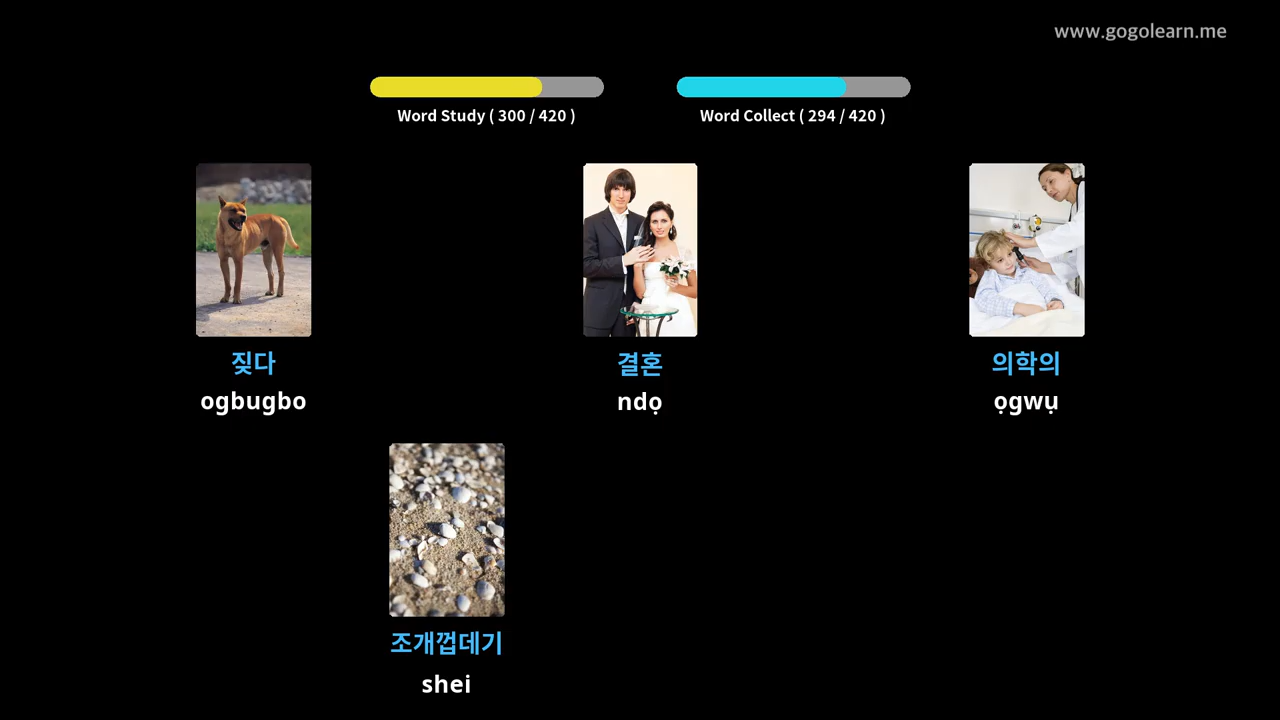 www.gogolearn.me
Word Study ( 300 / 420 )
Word Collect ( 294 / 420 )
짖다
ogbugbo
결혼
ndọ
의학의
ọgwụ
조개껍데기
shei